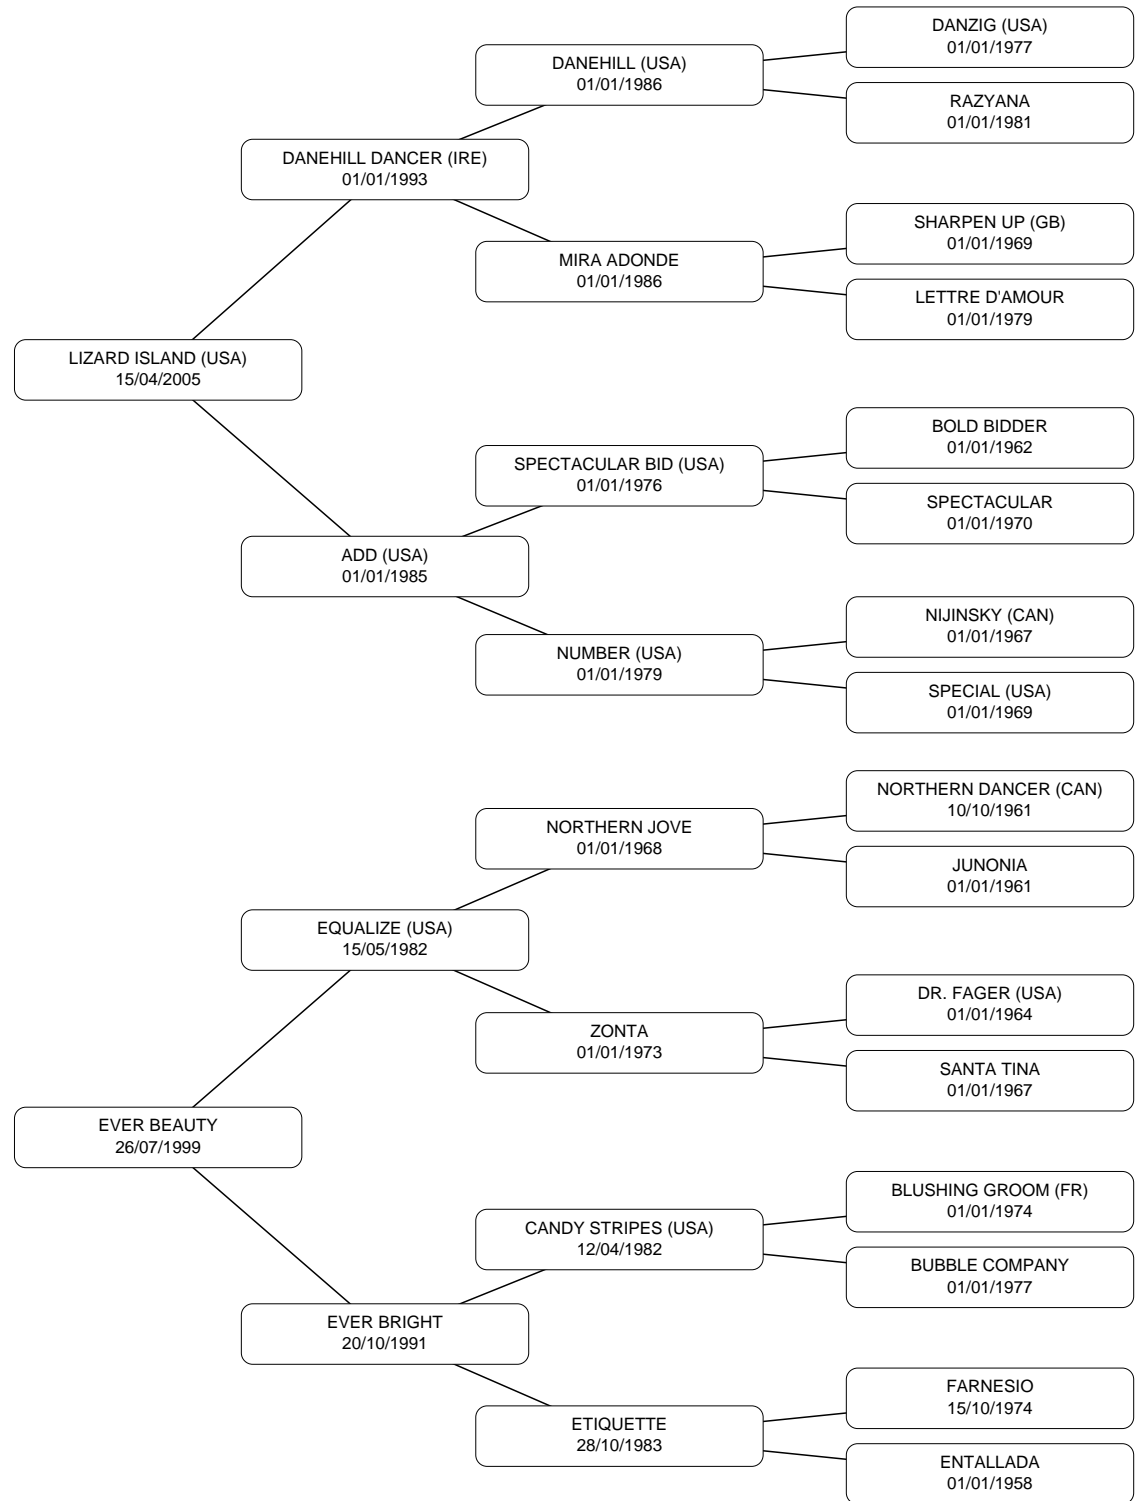 DANZIG (USA)
01/01/1977
DANEHILL (USA)
01/01/1986
RAZYANA
01/01/1981
DANEHILL DANCER (IRE)
01/01/1993
SHARPEN UP (GB)
01/01/1969
MIRA ADONDE
01/01/1986
LETTRE D'AMOUR
01/01/1979
LIZARD ISLAND (USA)
15/04/2005
BOLD BIDDER
01/01/1962
SPECTACULAR BID (USA)
01/01/1976
SPECTACULAR
01/01/1970
ADD (USA)
01/01/1985
NIJINSKY (CAN)
01/01/1967
NUMBER (USA)
01/01/1979
SPECIAL (USA)
01/01/1969
NORTHERN DANCER (CAN)
10/10/1961
NORTHERN JOVE
01/01/1968
JUNONIA
01/01/1961
EQUALIZE (USA)
15/05/1982
DR. FAGER (USA)
01/01/1964
ZONTA
01/01/1973
SANTA TINA
01/01/1967
EVER BEAUTY
26/07/1999
BLUSHING GROOM (FR)
01/01/1974
CANDY STRIPES (USA)
12/04/1982
BUBBLE COMPANY
01/01/1977
EVER BRIGHT
20/10/1991
FARNESIO
15/10/1974
ETIQUETTE
28/10/1983
ENTALLADA
01/01/1958